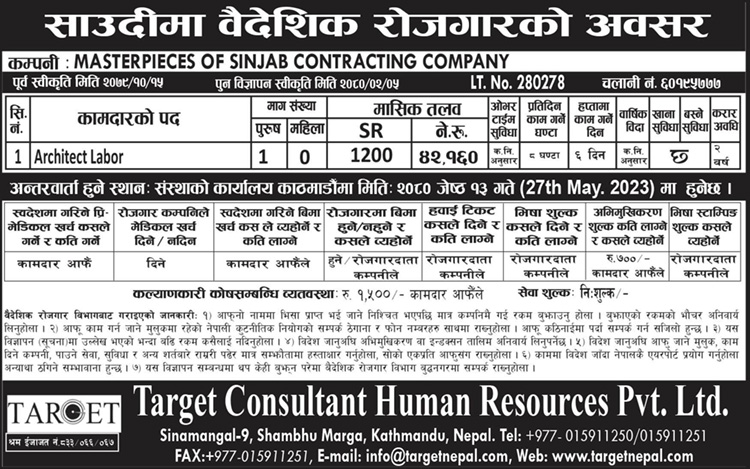 साउदीमा वैदेशिक रोजगारको अवसर
कम्पनी : MASTERPIECES OF SINJAB CONTRACTING COMPANY
पूर्व स्वीकृति मिति २०७९/१०/१५ पुन विज्ञापन स्वीकृति मिति २०८०/०२/०५ LT. No. 280278 चलानी नं. ६०१९५७७७
सि. नं. कामदारको पद माग संख्या पुरुष महिला मासिक तलव SR ने.रू. ओभर टाईम सुविधा प्रतिदिन काम गर्ने घण्टा हप्तामा काम गर्ने दिन वार्षिक विदा खाना सुविधा बस्ने सुविधा करार अवधि
1 Architect Labor 1 0 1200 ४२,१६० क.नि. अनुसार ८ घण्टा ६ दिन क.नि. अनुसार छ २ वर्ष
अन्तरवार्ता हुने स्थान: संस्थाको कार्यालय काठमाडौंमा मिति: २०८० जेष्ठ १३ गते (27th May. 2023) मा हुनेछ ।
स्वदेशमा गरिने प्रि-मेडिकल खर्च कसले गर्ने र कति गर्ने
रोजगार कम्पनिले मेडिकल खर्च दिने / नदिन
स्वदेशमा गरिने बिमा खर्च कस ले व्यहोर्ने र कति लाग्ने
रोजगारमा बिमा हुने/नहुने र कसले व्यहोर्ने
हवाई टिकट कसले दिने र कति लाग्ने
भिषा शुल्क कसले दिने र कति लाग्ने
अभिमुखिकरण शुल्क कति लाग्ने र कसले व्यहोर्ने
भिषा स्टाम्पिङ शुल्क कसले व्यहोर्ने
कामदार आफैं दिने कामदार आफैंले हुने / रोजगारदाता कम्पनीले रोजगारदाता कम्पनीले रोजगारदाता कम्पनीले रु.७००/- कामदार आफैंले रोजगारदाता कम्पनीले
कल्याणकारी कोषसम्बन्धि व्यवस्था: रु. १,५००/- कामदार आफैंले सेवा शुल्क: नि:शुल्क/-
वैदेशिक रोजगार विभागबाट गराइएको जानकारी: १) आफ्नो नाममा भिसा प्राप्त भई जाने निश्चित भएपछि मात्र कम्पनिमै गई रकम बुझाउनु होला । बुझाएको रकमको भौचर अनिवार्य
लिनुहोला । २) आफू काम गर्न जाने मुलुकमा रहेको नेपाली कुटनीतिक नियोगको सम्पर्क ठेगाना र फोन नम्बरहरु साथमा राख्नुहोला । आफू कठिनाईमा पर्दा सम्पर्क गर्न सजिलो हुन्छ । ३) यस
विज्ञापन (सूचना)मा उल्लेख भएको भन्दा बढि रकम कसैलाई नदिनुहोला । ४) विदेश जानुअघि अभिमुखिकरण वा इन्डक्सन तालिम अनिवार्य लिनुपर्नेछ । ५) विदेश जानुअघि आफू जाने मुलुक, काम
दिने कम्पनी, पाउने सेवा, सुविधा र अन्य शर्तबारे राम्ररी पढेर मात्र सम्झौतामा हस्ताक्षर गर्नुहोला, सोको एकप्रति आफूसंग राख्नुहोला । ६) काममा विदेश जाँदा नेपालकै एयरपोर्ट प्रयोग गर्नुहोला
अन्यथा ठगिने सम्भावना हुन्छ । ७) यस विज्ञापन सम्बन्धमा थप केही बुझ्नु परेमा वैदेशिक रोजगार विभाग बुद्धनगरमा सम्पर्क राख्नुहोला ।
TARGET
श्रम इजाजत नं.८३३/०६६/०६७
Target Consultant Human Resources Pvt. Ltd.
Sinamangal-9, Shambhu Marga, Kathmandu, Nepal. Tel: +977- 015911250/015911251
FAX:+977-015911251, E-mail: info@targetnepal.com, Web: www.targetnepal.com